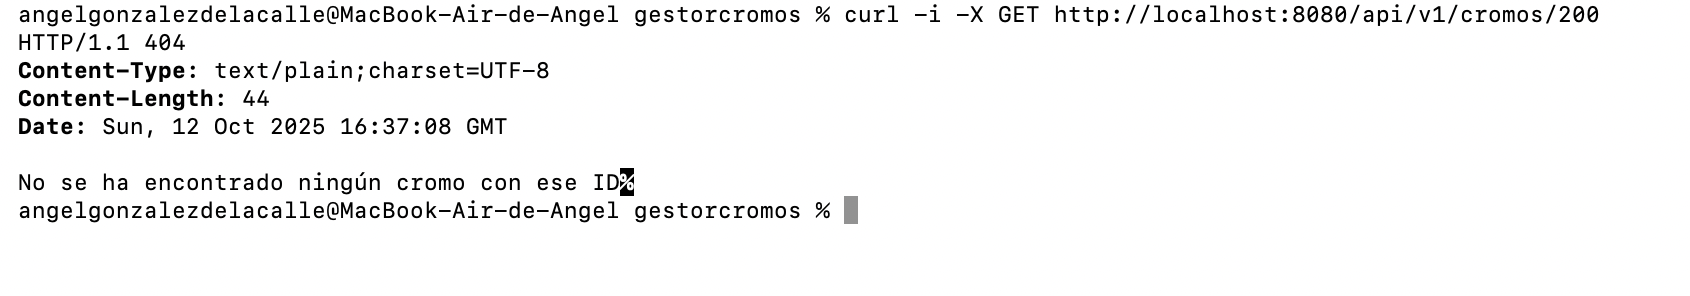 angelgonzalezdelacalle@MacBook-Air-de-Angel gestorcromos % curl -i -X GET http://localhost:8080/api/v1/cromos/200
HTTP/1.1 404
Content-Type: text/plain;charset=UTF-8
Content-Length: 44
Date: Sun, 12 Oct 2025 16:37:08 GMT
No se ha encontrado ningún cromo con ese ID%
angelgonzalezdelacalle@MacBook-Air-de-Angel gestorcromos %